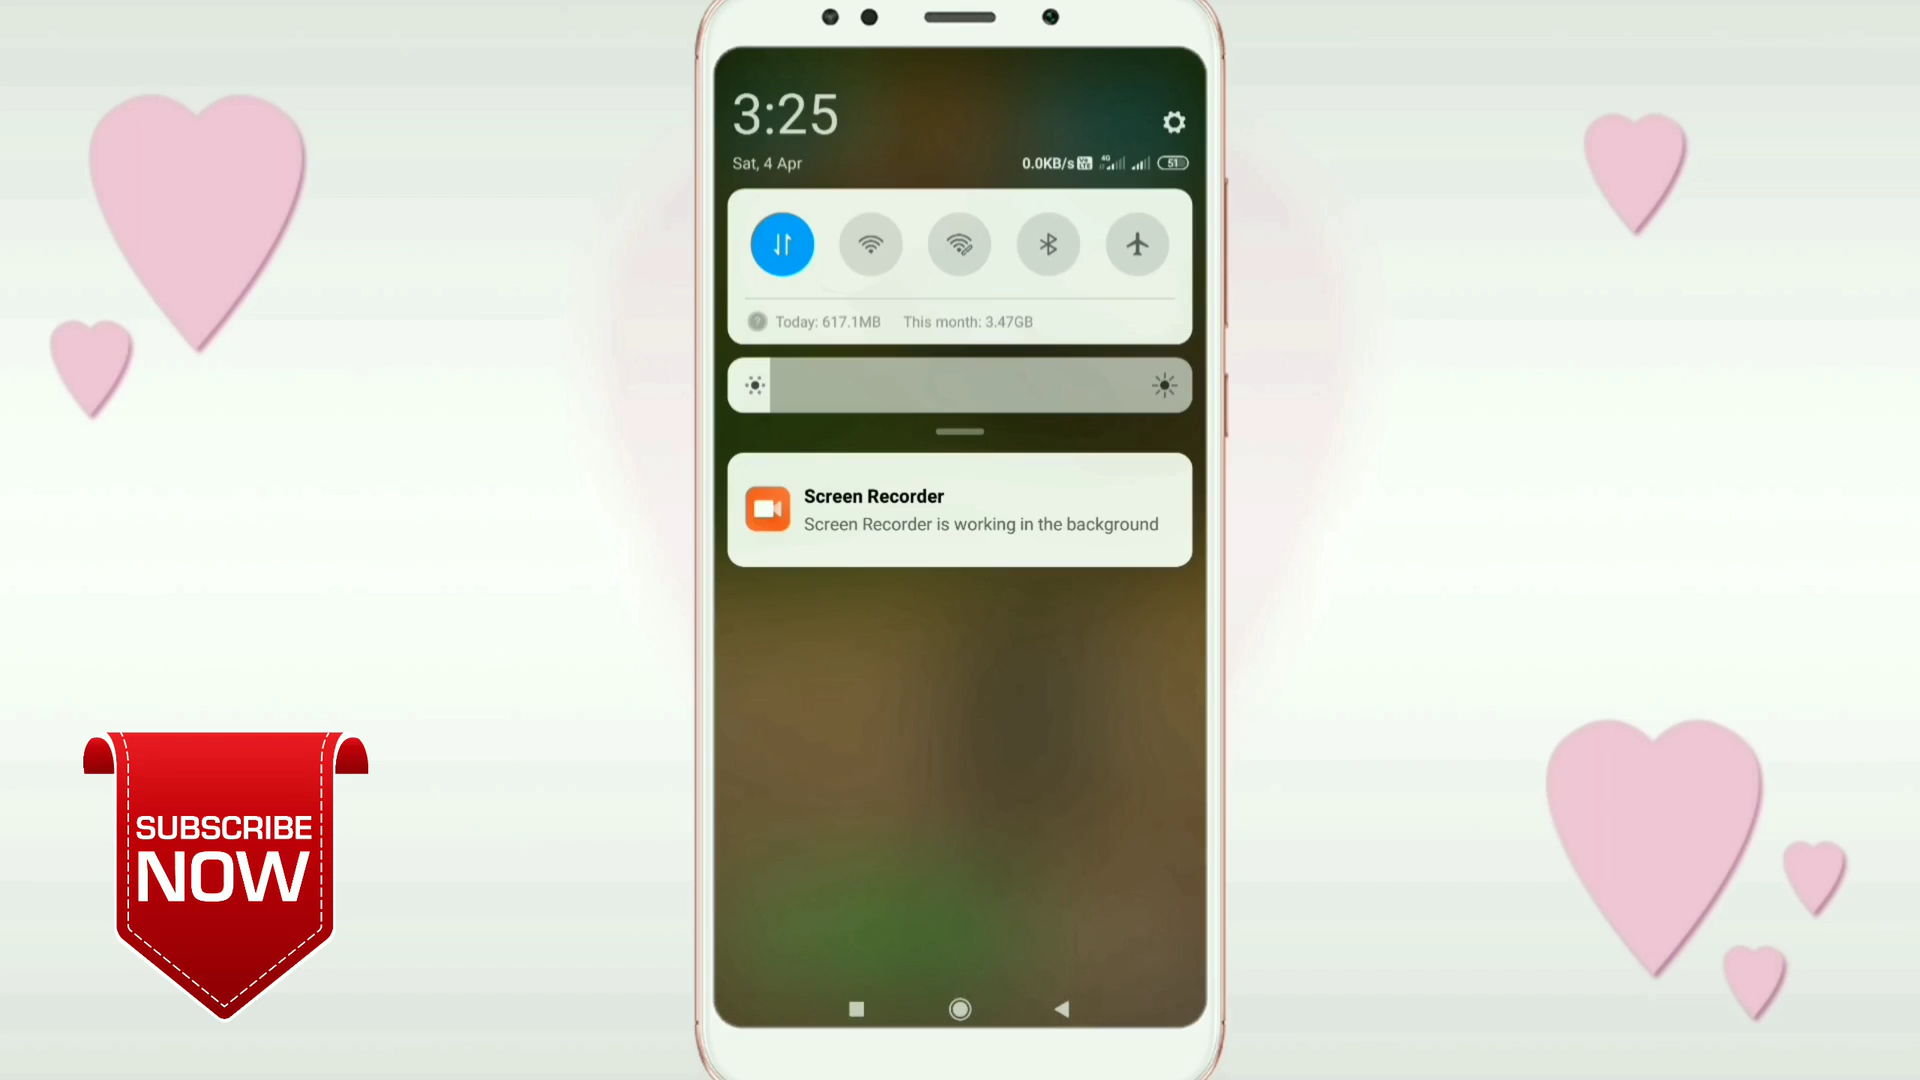 3:25
Sat, 4 Apr
0.0KB/s 4G 51
Today: 617.1MB This month: 3.47GB
Screen Recorder
Screen Recorder is working in the background
SUBSCRIBE
NOW